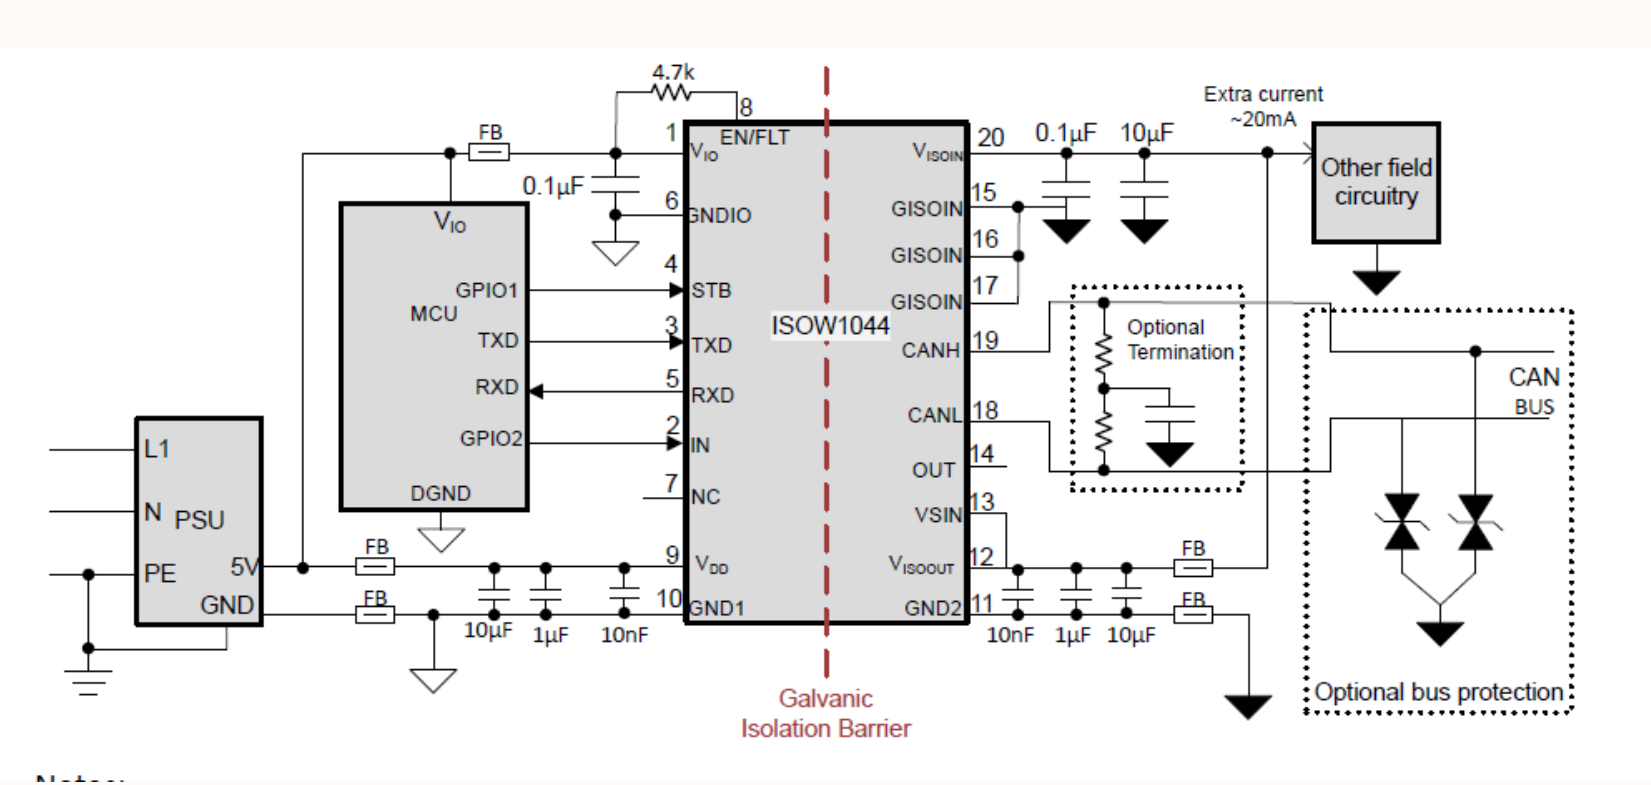 4.7k
8
Extra current
~20mA
FB
1
EN/FLT
VIO
20
0.1µF
10µF
VISOIN
Other field
circuitry
0.1µF
6
GNDIO
15
GISOIN
VIO
16
GISOIN
4
GPIO1
STB
17
GISOIN
MCU
ISOW1044
Optional
Termination
3
TXD
TXD
19
CANH
5
RXD
RXD
CAN
BUS
18
CANL
2
GPIO2
IN
14
OUT
L1
7
NC
DGND
13
VSIN
N
PSU
FB
9
VDD
12
VISOOUT
FB
PE
5V
GND
FB
10
GND1
11
GND2
FB
10µF
1µF
10nF
10nF
1µF
10µF
Galvanic
Isolation Barrier
Optional bus protection